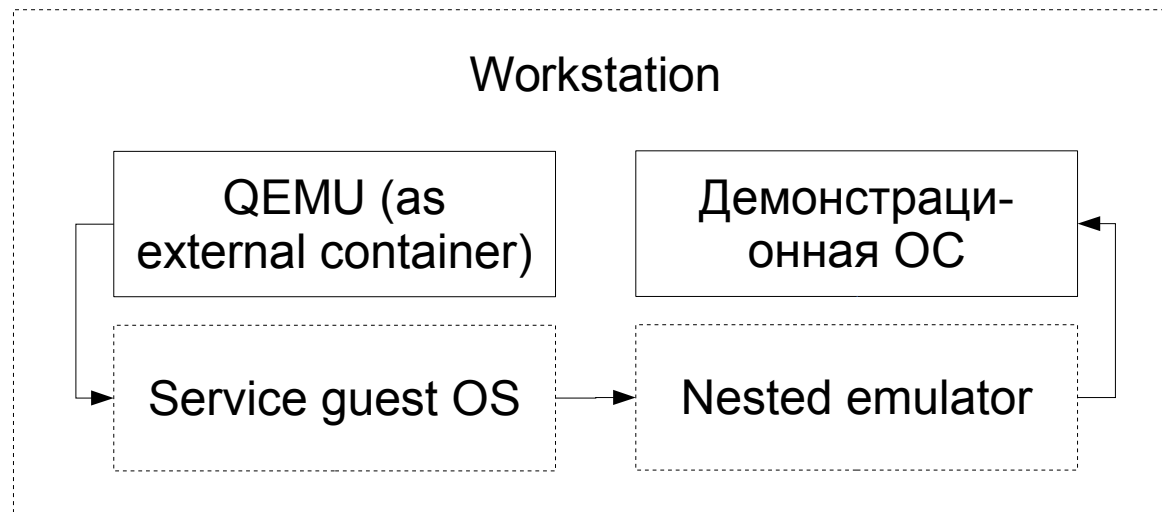 Workstation
QEMU (as
external container)
Демонстраци-
онная ОС
Service guest OS
Nested emulator